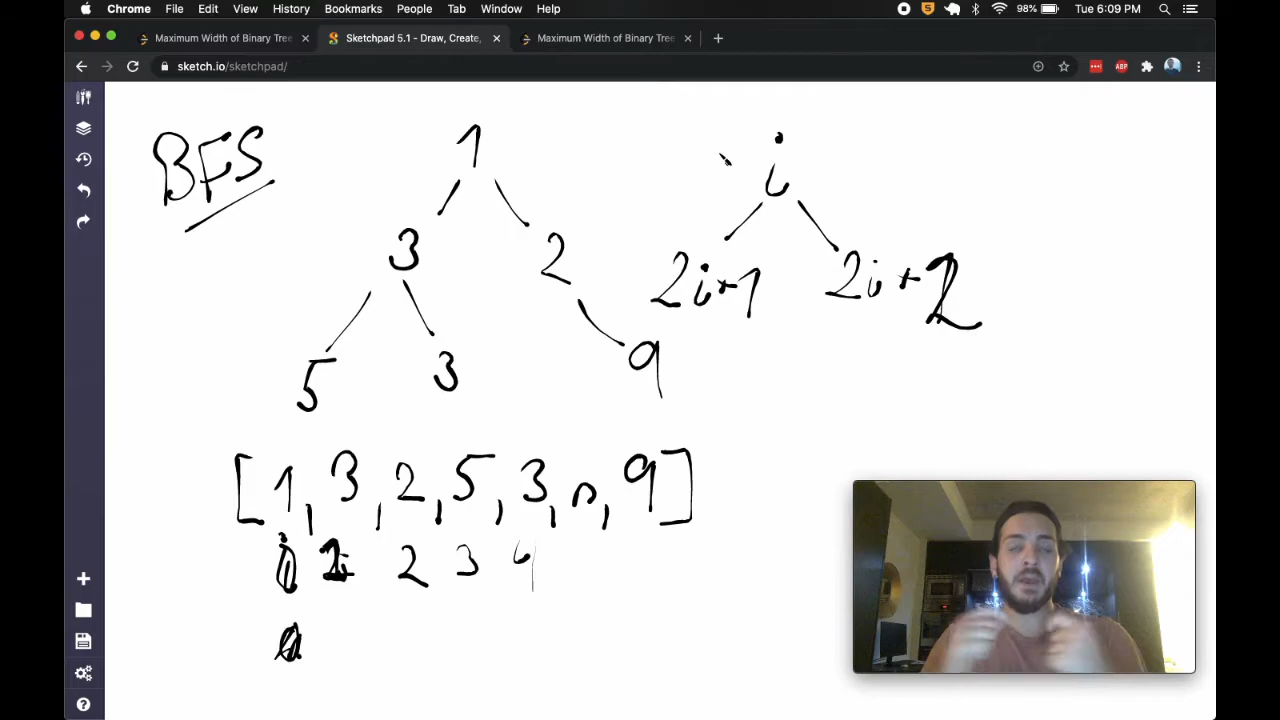 Chrome File Edit View History Bookmarks People Tab Window Help 98% Tue 6:09 PM
Maximum Width of Binary Tree × Sketchpad 5.1 - Draw, Create, × Maximum Width of Binary Tree × +
sketch.io/sketchpad/
BFS
1
3 2
5 3 9
i
2i+1 2i+2
[1, 3, 2, 5, 3, n, 9]
2 3 4